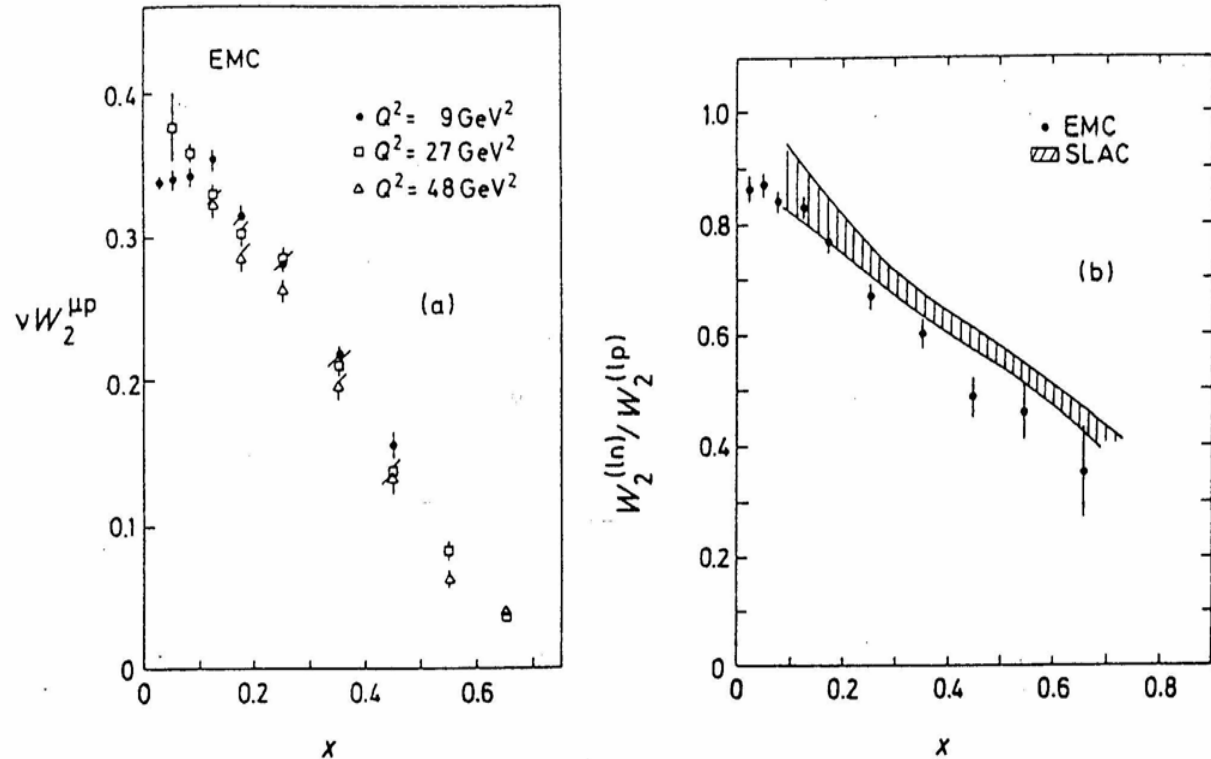 EMC
• Q² = 9 GeV²
□ Q² = 27 GeV²
△ Q² = 48 GeV²
(a)
νW₂^μp
0.4
0.3
0.2
0.1
0
0 0.2 0.4 0.6
x
• EMC
SLAC
(b)
W₂^(ln)/W₂^(lp)
1.0
0.8
0.6
0.4
0.2
0
0 0.2 0.4 0.6 0.8
x